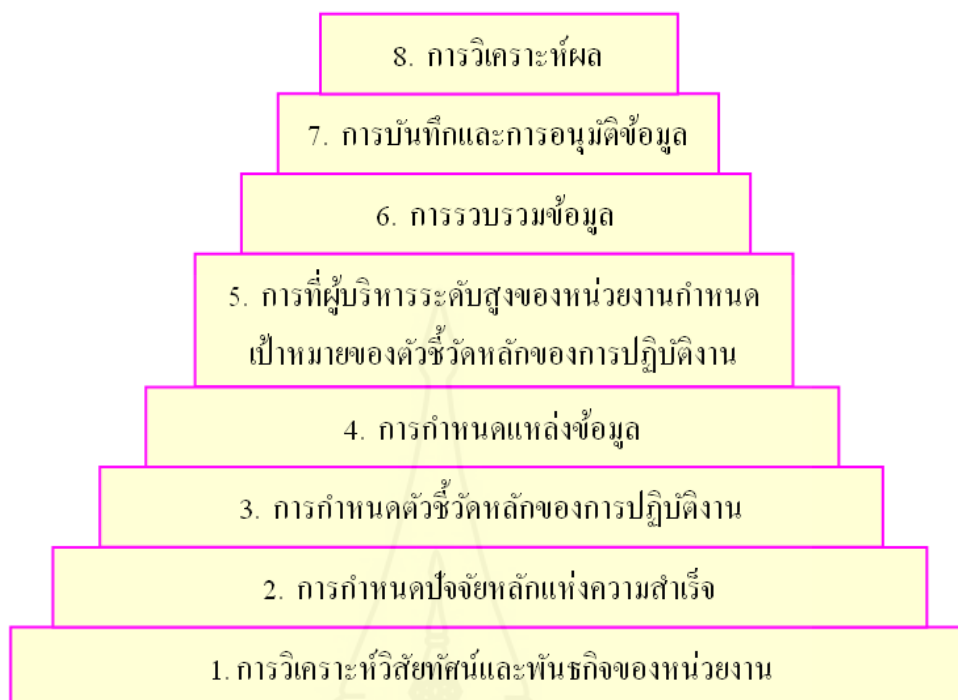 8. การวิเคราะห์ผล
7. การบันทึกและการอนุมัติข้อมูล
6. การรวบรวมข้อมูล
5. การที่ผู้บริหารระดับสูงของหน่วยงานกำหนด
เป้าหมายของตัวชี้วัดหลักของการปฏิบัติงาน
4. การกำหนดแหล่งข้อมูล
3. การกำหนดตัวชี้วัดหลักของการปฏิบัติงาน
2. การกำหนดปัจจัยหลักแห่งความสำเร็จ
1. การวิเคราะห์วิสัยทัศน์และพันธกิจของหน่วยงาน